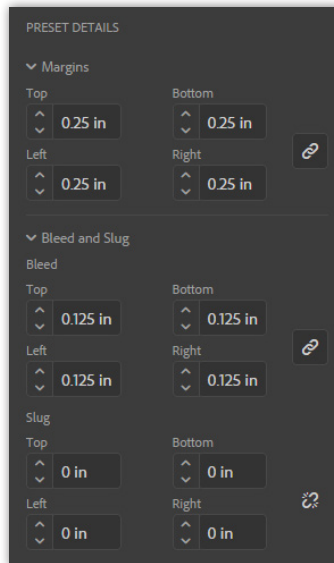 PRESET DETAILS
Margins
Top Bottom
0.25 in 0.25 in
Left Right
0.25 in 0.25 in
Bleed and Slug
Bleed
Top Bottom
0.125 in 0.125 in
Left Right
0.125 in 0.125 in
Slug
Top Bottom
0 in 0 in
Left Right
0 in 0 in